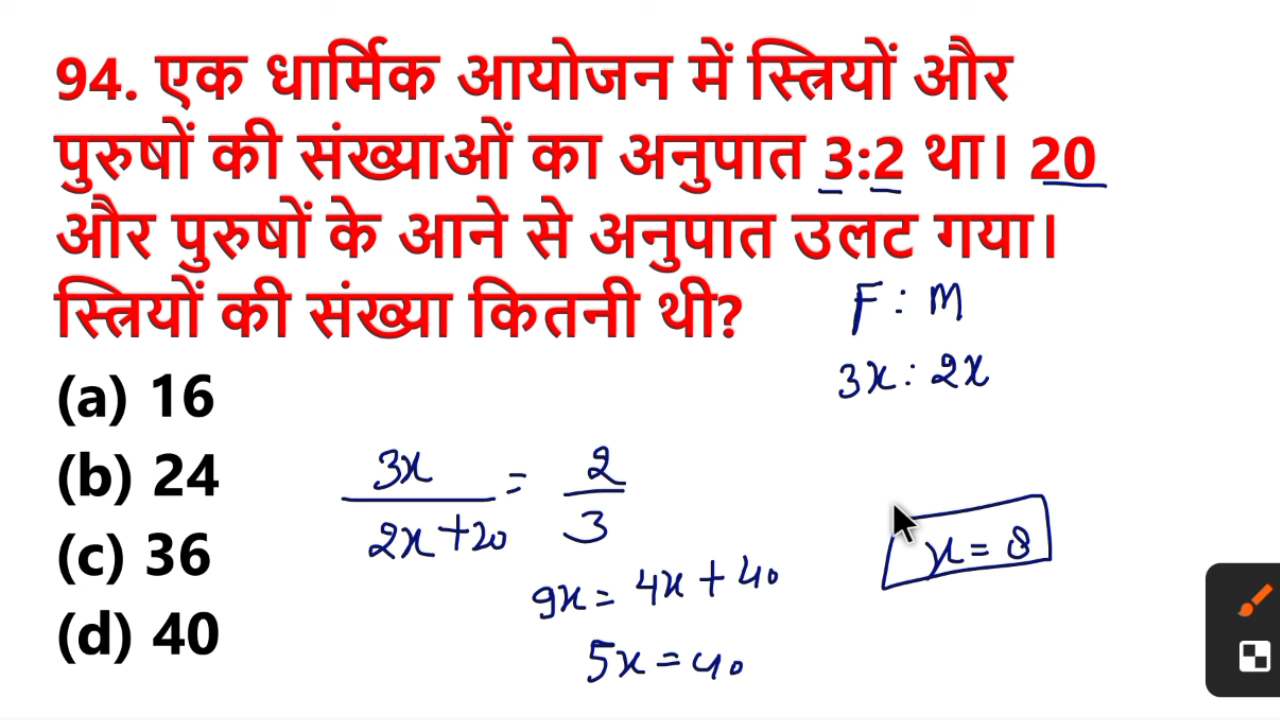 94. एक धार्मिक आयोजन में स्त्रियों और
पुरुषों की संख्याओं का अनुपात 3:2 था। 20
और पुरुषों के आने से अनुपात उलट गया।
स्त्रियों की संख्या कितनी थी?
F : M
3x : 2x
(a) 16
(b) 24
(c) 36
(d) 40
3x/2x+20 = 2/3
9x = 4x + 40
5x = 40
x = 8